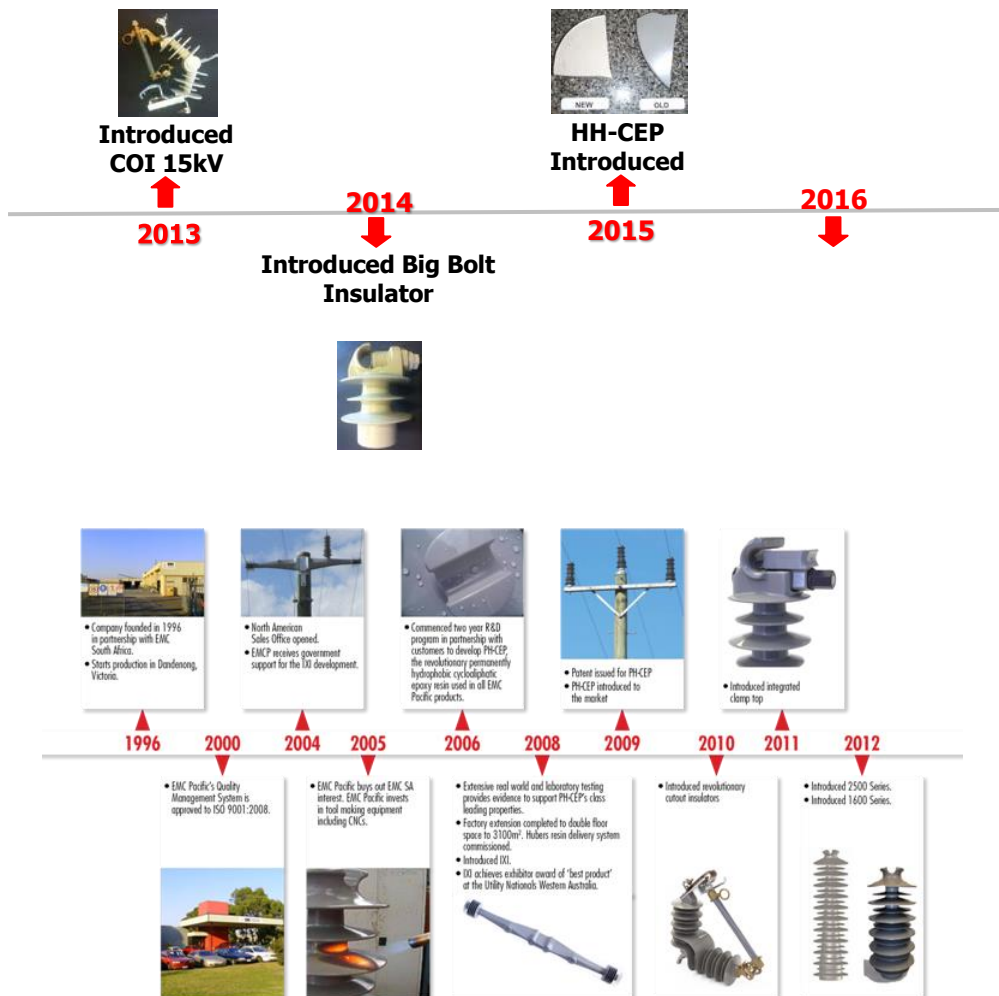 Introduced
COI 15kV
HH-CEP
Introduced
NEW
OLD
2013
2014
2015
2016
Introduced Big Bolt
Insulator
• Company founded in 1996
in partnership with EMC
South Africa.
• Starts production in Dandenong,
Victoria.
• North American
Sales Office opened.
• EMCP receives government
support for the IXI development.
• Commenced two year R&D
program in partnership with
customers to develop PH-CEP,
the revolutionary permanently
hydrophobic cycloaliphatic
epoxy resin used in all EMC
Pacific products.
• Patent issued for PH-CEP
• PH-CEP introduced to
the market
• Introduced integrated
clamp top
1996
2000
2004
2005
2006
2008
2009
2010
2011
2012
• EMC Pacific's Quality
Management System is
approved to ISO 9001:2008.
• EMC Pacific buys out EMC SA
interest. EMC Pacific invests
in tool making equipment
including CNCs.
• Extensive real world and laboratory testing
provides evidence to support PH-CEP's class
leading properties.
• Factory extension completed to double floor
space to 3100m². Hubers resin delivery system
commissioned.
• Introduced IXI.
• IXI achieves exhibitor award of 'best product'
at the Utility Nationals Western Australia.
• Introduced revolutionary
cutout insulators
• Introduced 2500 Series.
• Introduced 1600 Series.